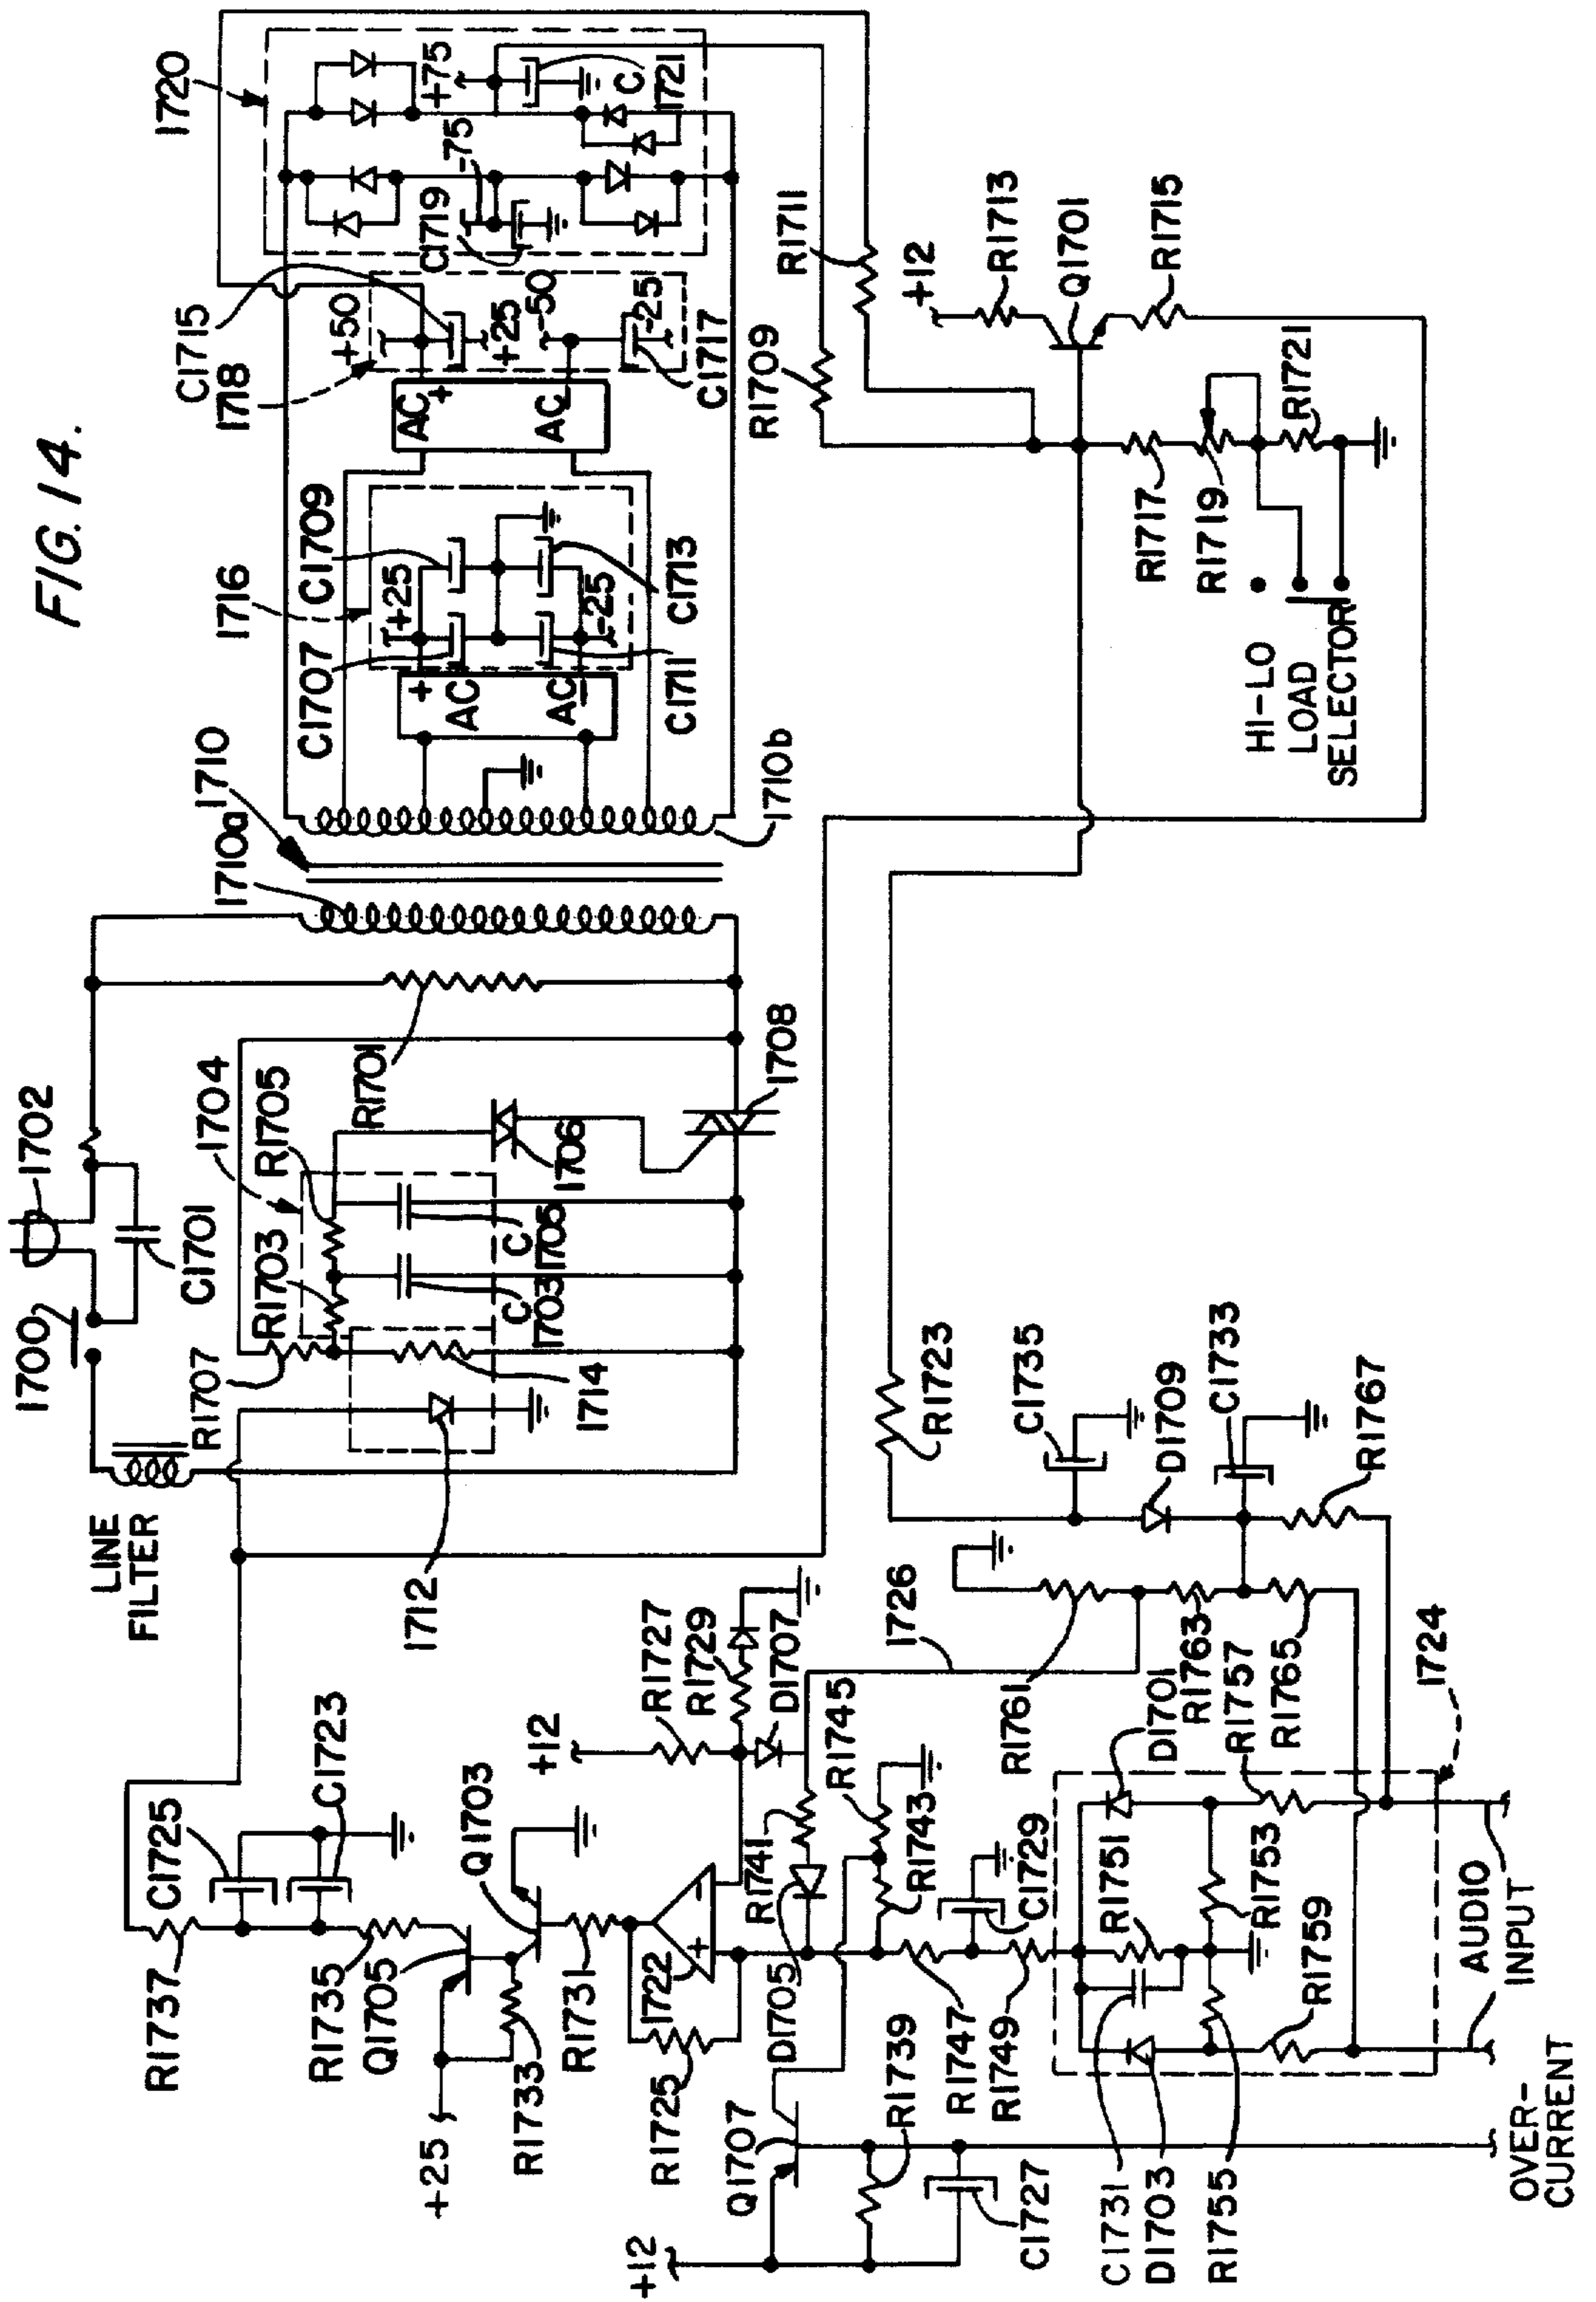 FIG. 14.
1700
1702
C1701
LINE
FILTER
R1707
R1703
1704
R1705
R1701
C
1703
C
1705
1706
1708
1714
1712
1710a
1710
1710b
C1707
+
AC
AC
-
1716
+25
C1709
-25
C1711
C1713
1718
C1715
AC
+
AC
-
+50
+25
-50
-25
C1717
1720
C1719
-75
+75
C
1721
R1709
R1711
+12
R1713
Q1701
R1715
R1717
R1719
R1721
HI-LO
LOAD
SELECTOR
R1737
C1725
C1723
R1735
Q1705
+25
R1733
Q1703
R1731
1722
+
-
R1725
+12
R1727
R1729
D1707
R1741
D1705
R1745
R1743
+12
Q1707
R1739
C1727
R1747
R1749
C1729
1726
R1761
R1763
R1765
R1723
C1735
D1709
C1733
R1767
D1701
R1757
1724
C1731
D1703
R1755
R1751
R1753
R1759
AUDIO
INPUT
OVER-
CURRENT